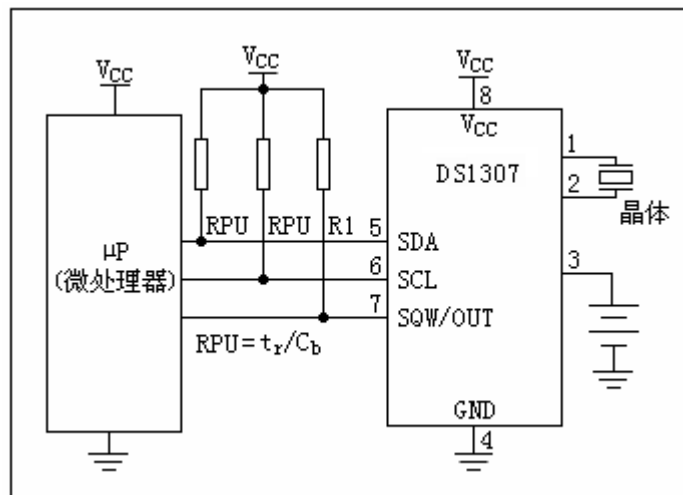 VCC
VCC
VCC
8
VCC
1
DS1307
2
晶体
RPU RPU R1 5 SDA
μP
(微处理器)
6 SCL
3
7 SQW/OUT
RPU=tr/Cb
GND
4